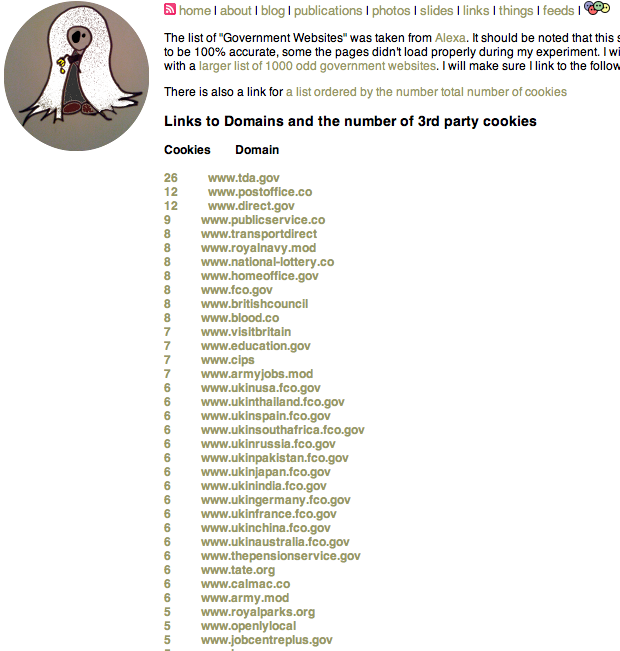 home | about | blog | publications | photos | slides | links | things | feeds |
The list of "Government Websites" was taken from Alexa. It should be noted that this
to be 100% accurate, some the pages didn't load properly during my experiment. I
with a larger list of 1000 odd government websites. I will make sure I link to the
There is also a link for a list ordered by the number total number of cookies
Links to Domains and the number of 3rd party cookies
Cookies Domain
26 www.tda.gov
12 www.postoffice.co
12 www.direct.gov
9 www.publicservice.co
8 www.transportdirect
8 www.royalnavy.mod
8 www.national-lottery.co
8 www.homeoffice.gov
8 www.fco.gov
8 www.britishcouncil
8 www.blood.co
7 www.visitbritain
7 www.education.gov
7 www.cips
7 www.armyjobs.mod
6 www.ukinusa.fco.gov
6 www.ukinthailand.fco.gov
6 www.ukinspain.fco.gov
6 www.ukinsouthafrica.fco.gov
6 www.ukinrussia.fco.gov
6 www.ukinpakistan.fco.gov
6 www.ukinjapan.fco.gov
6 www.ukinindia.fco.gov
6 www.ukingermany.fco.gov
6 www.ukinfrance.fco.gov
6 www.ukinchina.fco.gov
6 www.ukinaustralia.fco.gov
6 www.thepensionservice.gov
6 www.tate.org
6 www.calmac.co
6 www.army.mod
5 www.royalparks.org
5 www.openlylocal
5 www.jobcentreplus.gov